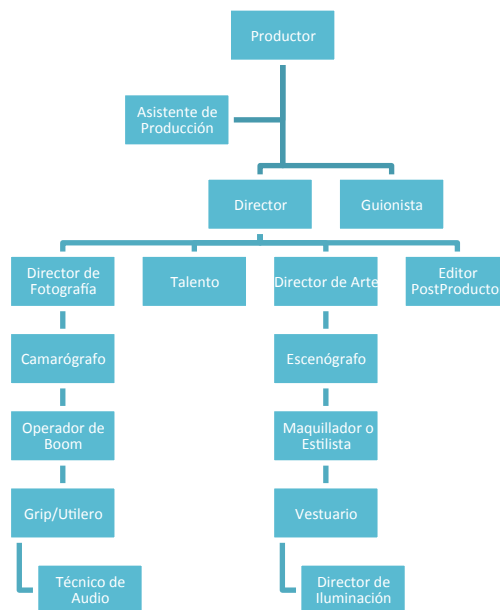 Productor
Asistente de
Producción
Director
Guionista
Director de
Fotografía
Talento
Director de Arte
Editor
PostProducto
Camarógrafo
Escenógrafo
Operador de
Boom
Maquillador o
Estilista
Grip/Utilero
Vestuario
Técnico de
Audio
Director de
Iluminación